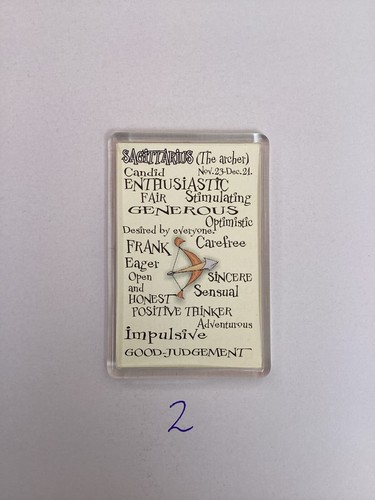 SAGITTARIUS (The archer)
Candid Nov.23-Dec.21.
ENTHUSIASTIC
FAIR Stimulating
GENEROUS
Optimistic
Desired by everyone.
FRANK Carefree
Eager
Open SINCERE
and
HONEST Sensual
POSITIVE THINKER
Adventurous
Impulsive
GOOD-JUDGEMENT
2